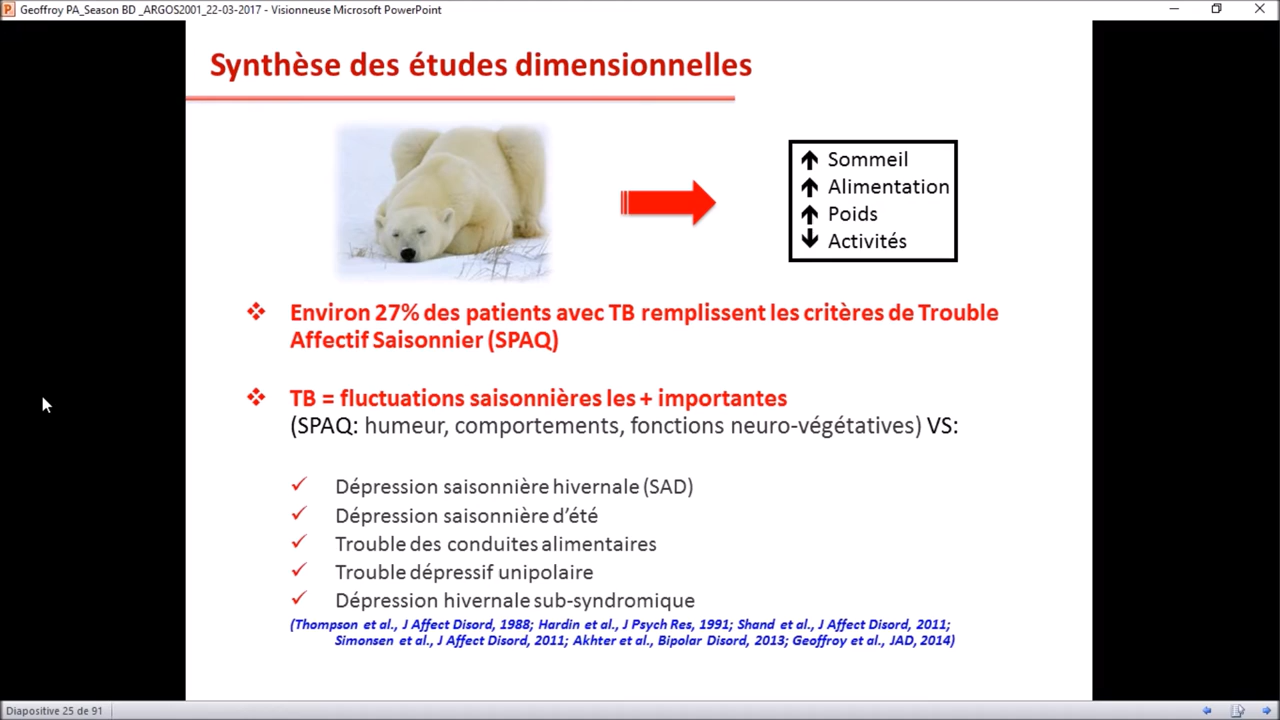 Geoffroy PA_Season BD _ARGOS2001_22-03-2017 - Visionneuse Microsoft PowerPoint
Synthèse des études dimensionnelles
Sommeil
Alimentation
Poids
Activités
Environ 27% des patients avec TB remplissent les critères de Trouble
Affectif Saisonnier (SPAQ)
TB = fluctuations saisonnières les + importantes
(SPAQ: humeur, comportements, fonctions neuro-végétatives) VS:
Dépression saisonnière hivernale (SAD)
Dépression saisonnière d’été
Trouble des conduites alimentaires
Trouble dépressif unipolaire
Dépression hivernale sub-syndromique
(Thompson et al., J Affect Disord, 1988; Hardin et al., J Psych Res, 1991; Shand et al., J Affect Disord, 2011;
Simonsen et al., J Affect Disord, 2011; Akhter et al., Bipolar Disord, 2013; Geoffroy et al., JAD, 2014)
Diapositive 25 de 91